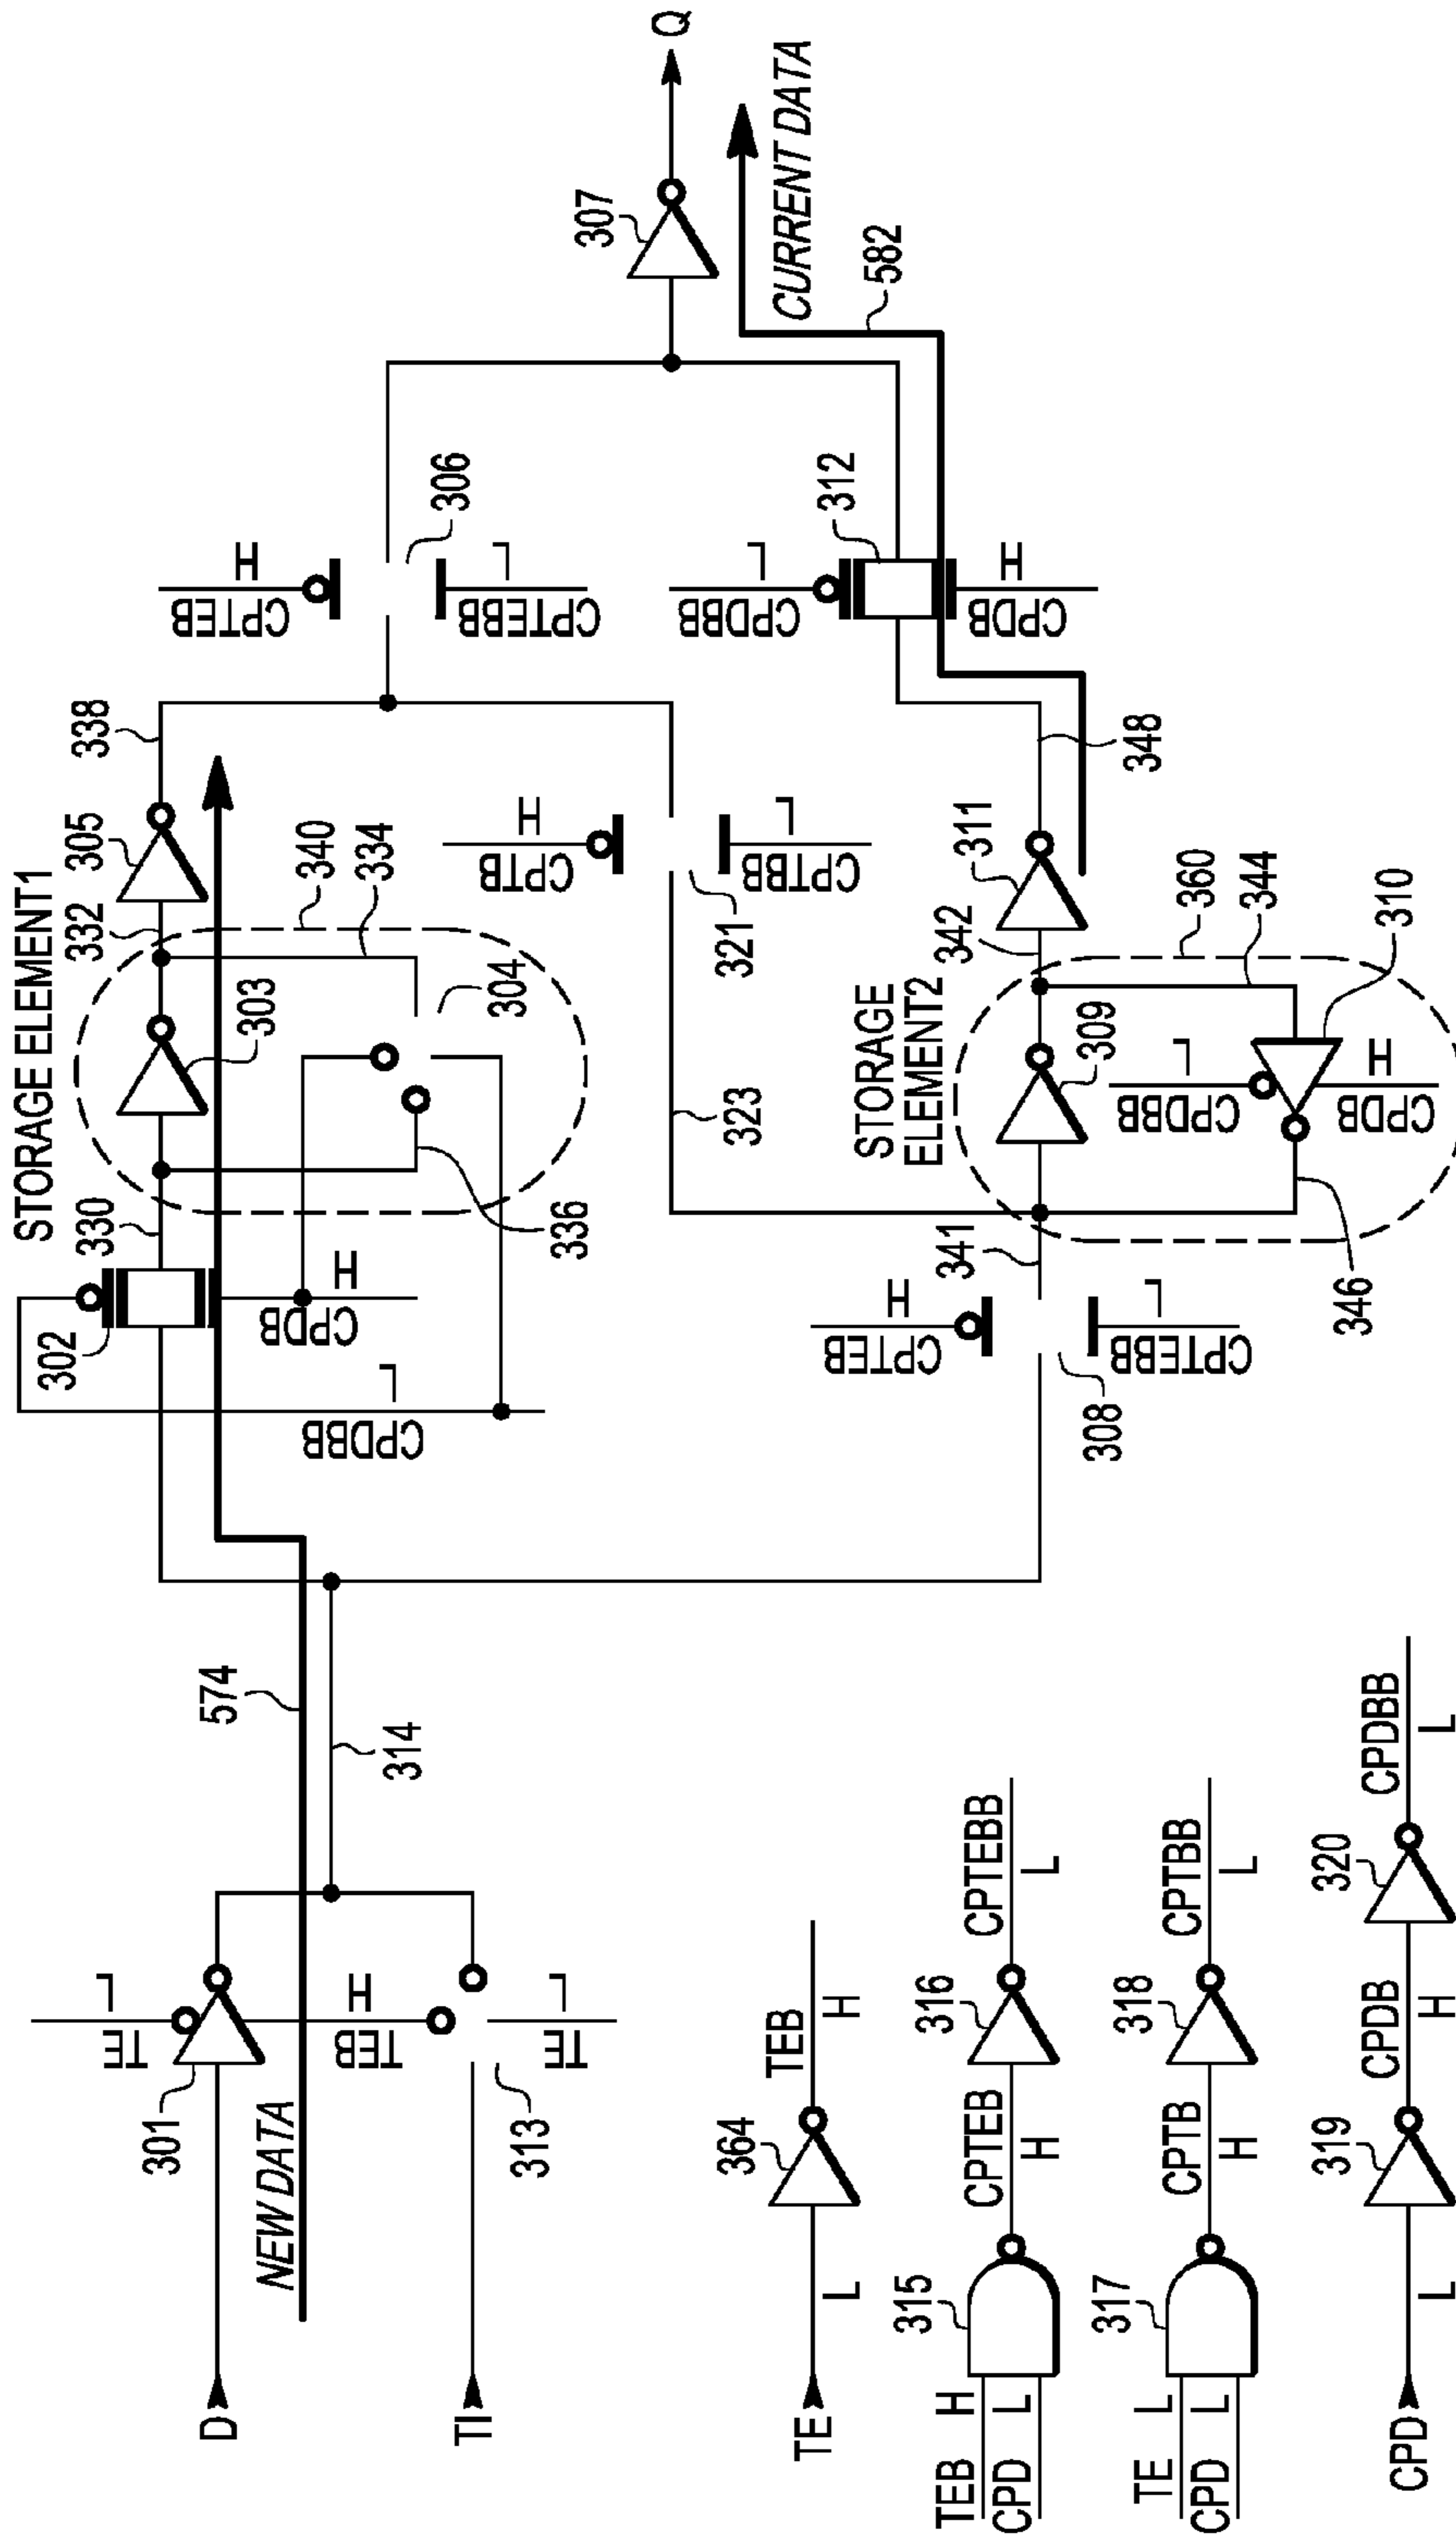 STORAGE ELEMENT1
302
330
332
305
338
340
334
303
304
336
CPDB
H
CPDBB
L
CPTEB
H
306
CPTEBB
L
307
Q
CURRENT DATA
582
574
314
CPTB
H
321
CPTBB
L
323
CPDBB
L
312
CPDB
H
348
STORAGE
ELEMENT2
CPTEB
H
341
308
CPTEBB
L
342
311
309
360
344
310
CPDBB
L
CPDB
H
346
D
301
TE
L
NEW DATA
TEB
H
TI
313
TE
L
TE
L
364
TEB
H
TEB H
CPD L
315
CPTEB
H
316
CPTEBB
L
TE L
CPD L
317
CPTB
H
318
CPTBB
L
CPD
L
319
CPDB
H
320
CPDBB
L